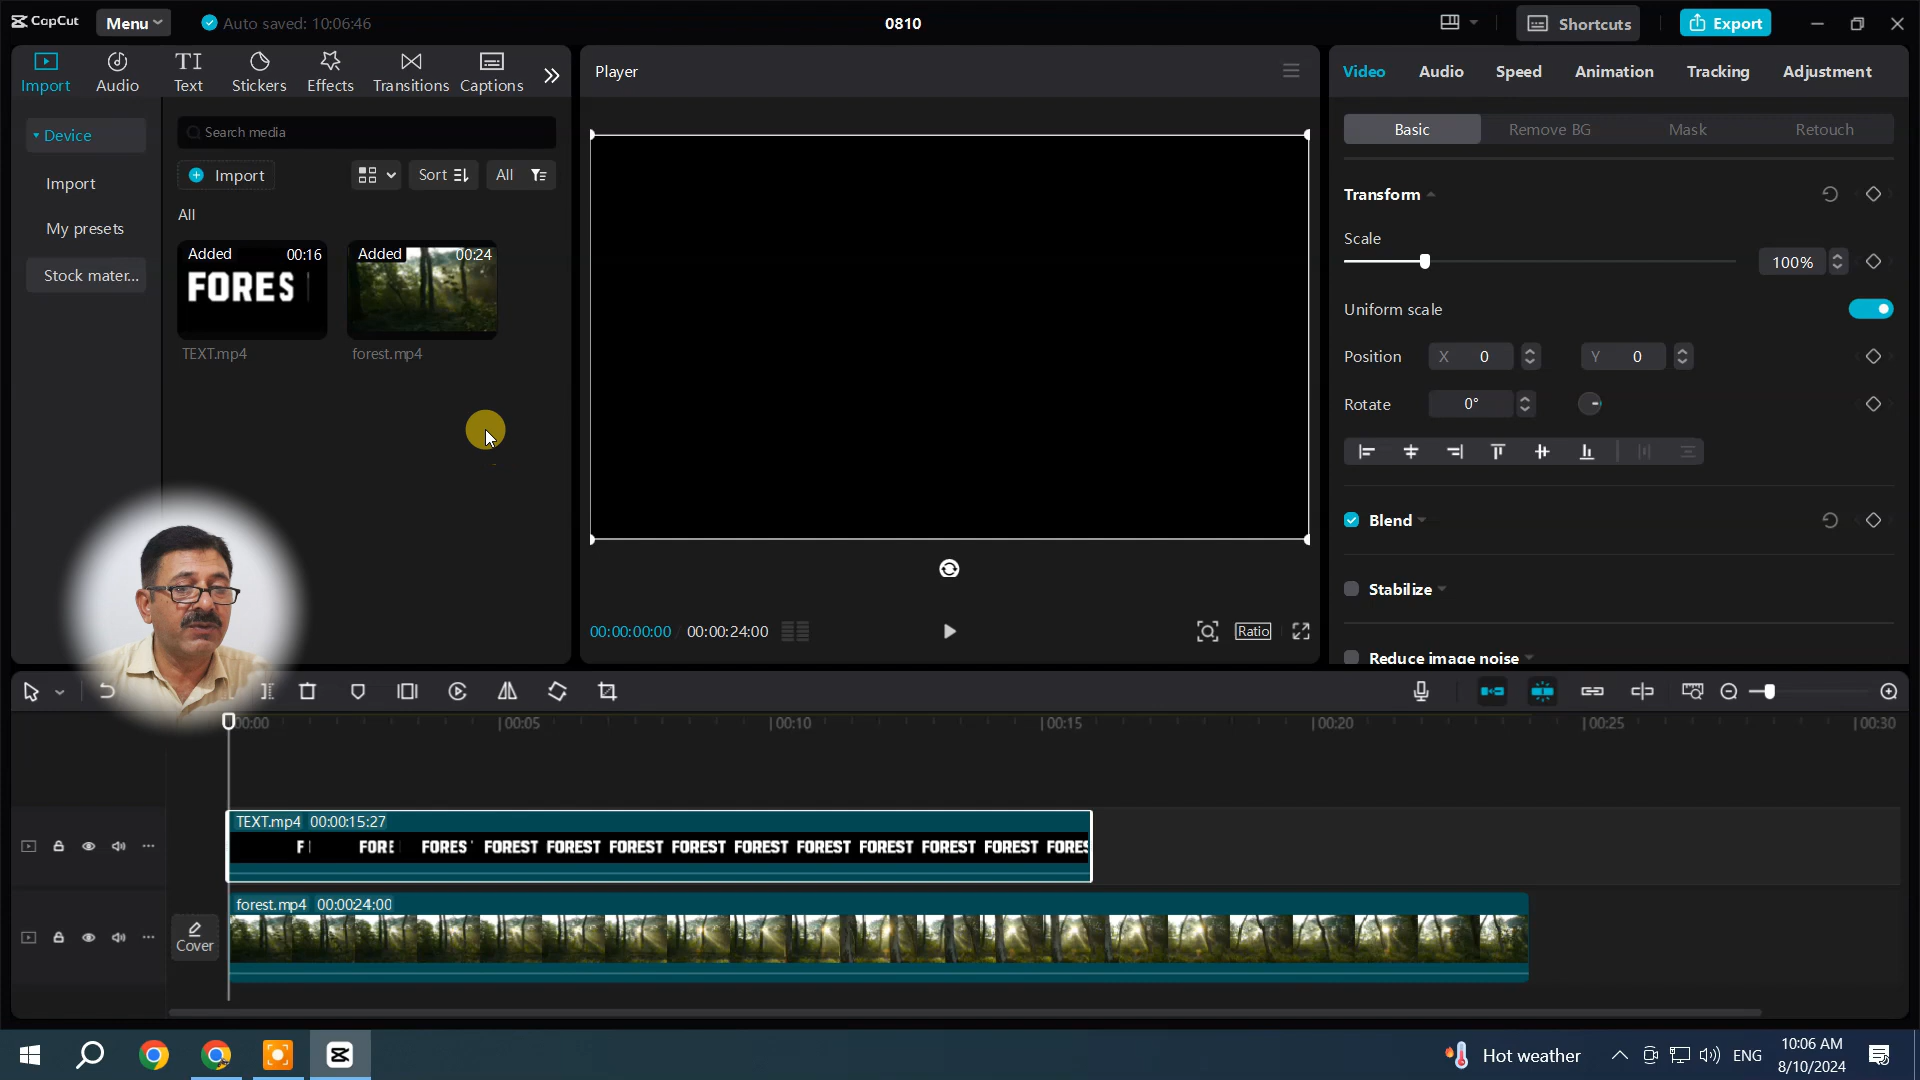 CapCut
Menu
Auto saved: 10:06:46
0810
Shortcuts
Export
Import
Audio
Text
Stickers
Effects
Transitions
Captions
Device
Import
My presets
Stock mater...
Search media
Import
Sort
All
All
Added 00:16
FORES
TEXT.mp4
Added 00:24
forest.mp4
Player
00:00:00:00 / 00:00:24:00
Ratio
Video
Audio
Speed
Animation
Tracking
Adjustment
Basic
Remove BG
Mask
Retouch
Transform
Scale
100%
Uniform scale
Position X 0 Y 0
Rotate 0°
Blend
Stabilize
Reduce image noise
00:00 |00:05 |00:10 |00:15 |00:20 |00:25 |00:30
TEXT.mp4 00:00:15:27
F FORE FORES FOREST FOREST FOREST FOREST FOREST FOREST FOREST FOREST FOREST FORES
Cover
forest.mp4 00:00:24:00
Hot weather
ENG
10:06 AM
8/10/2024